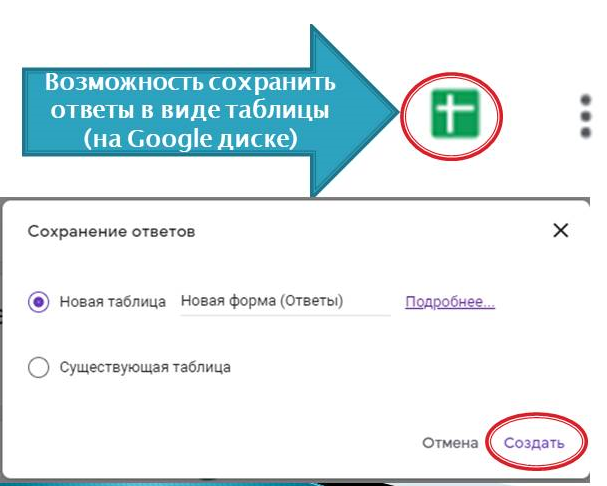 Возможность сохранить
ответы в виде таблицы
(на Google диске)
Сохранение ответов
Новая таблица Новая форма (Ответы) Подробнее...
Существующая таблица
Отмена Создать